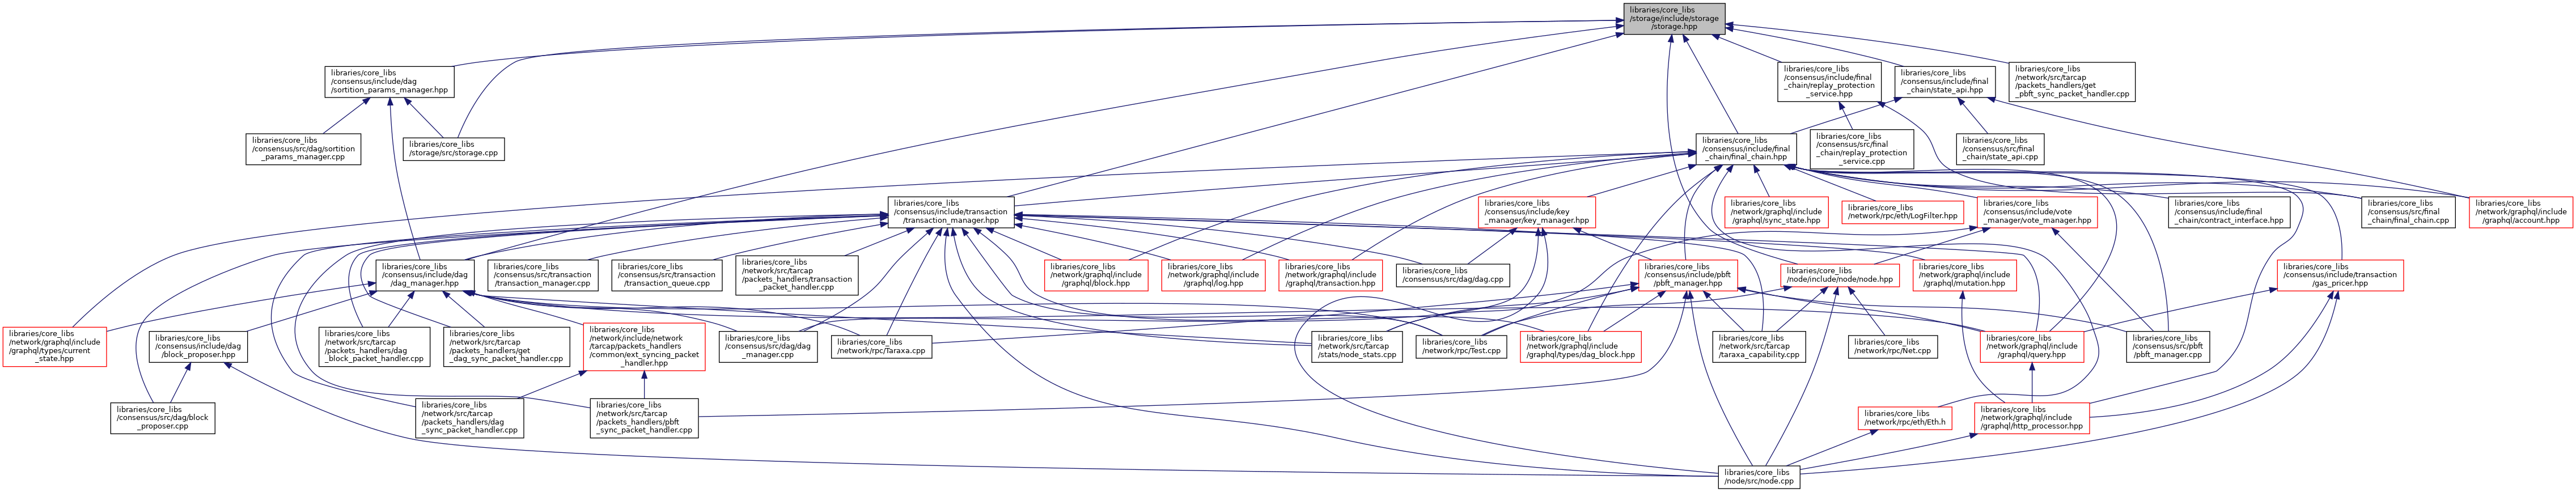 libraries/core_libs
/storage/include/storage
/storage.hpp
libraries/core_libs
/consensus/include/dag
/sortition_params_manager.hpp
libraries/core_libs
/consensus/include/final
_chain/replay_protection
_service.hpp
libraries/core_libs
/consensus/include/final
_chain/state_api.hpp
libraries/core_libs
/network/src/tarcap
/packets_handlers/get
_pbft_sync_packet_handler.cpp
libraries/core_libs
/consensus/src/dag/sortition
_params_manager.cpp
libraries/core_libs
/storage/src/storage.cpp
libraries/core_libs
/consensus/include/final
_chain/final_chain.hpp
libraries/core_libs
/consensus/src/final
_chain/replay_protection
_service.cpp
libraries/core_libs
/consensus/src/final
_chain/state_api.cpp
libraries/core_libs
/consensus/include/transaction
/transaction_manager.hpp
libraries/core_libs
/consensus/include/key
_manager/key_manager.hpp
libraries/core_libs
/network/graphql/include
/graphql/sync_state.hpp
libraries/core_libs
/network/rpc/eth/LogFilter.hpp
libraries/core_libs
/consensus/include/vote
_manager/vote_manager.hpp
libraries/core_libs
/consensus/include/final
_chain/contract_interface.hpp
libraries/core_libs
/consensus/src/final
_chain/final_chain.cpp
libraries/core_libs
/network/graphql/include
/graphql/account.hpp
libraries/core_libs
/consensus/include/dag
/dag_manager.hpp
libraries/core_libs
/consensus/src/transaction
/transaction_manager.cpp
libraries/core_libs
/consensus/src/transaction
/transaction_queue.cpp
libraries/core_libs
/network/src/tarcap
/packets_handlers/transaction
_packet_handler.cpp
libraries/core_libs
/network/graphql/include
/graphql/block.hpp
libraries/core_libs
/network/graphql/include
/graphql/log.hpp
libraries/core_libs
/network/graphql/include
/graphql/transaction.hpp
libraries/core_libs
/consensus/src/dag/dag.cpp
libraries/core_libs
/consensus/include/pbft
/pbft_manager.hpp
libraries/core_libs
/node/include/node/node.hpp
libraries/core_libs
/network/graphql/include
/graphql/mutation.hpp
libraries/core_libs
/consensus/include/transaction
/gas_pricer.hpp
libraries/core_libs
/network/graphql/include
/graphql/types/current
_state.hpp
libraries/core_libs
/consensus/include/dag
/block_proposer.hpp
libraries/core_libs
/network/src/tarcap
/packets_handlers/dag
_block_packet_handler.cpp
libraries/core_libs
/network/src/tarcap
/packets_handlers/get
_dag_sync_packet_handler.cpp
libraries/core_libs
/network/include/network
/tarcap/packets_handlers
/common/ext_syncing_packet
_handler.hpp
libraries/core_libs
/consensus/src/dag/dag
_manager.cpp
libraries/core_libs
/network/rpc/Taraxa.cpp
libraries/core_libs
/network/src/tarcap
/stats/node_stats.cpp
libraries/core_libs
/network/rpc/Test.cpp
libraries/core_libs
/network/graphql/include
/graphql/types/dag_block.hpp
libraries/core_libs
/network/src/tarcap
/taraxa_capability.cpp
libraries/core_libs
/network/rpc/Net.cpp
libraries/core_libs
/network/graphql/include
/graphql/query.hpp
libraries/core_libs
/consensus/src/pbft
/pbft_manager.cpp
libraries/core_libs
/consensus/src/dag/block
_proposer.cpp
libraries/core_libs
/network/src/tarcap
/packets_handlers/dag
_sync_packet_handler.cpp
libraries/core_libs
/network/src/tarcap
/packets_handlers/pbft
_sync_packet_handler.cpp
libraries/core_libs
/network/rpc/eth/Eth.h
libraries/core_libs
/network/graphql/include
/graphql/http_processor.hpp
libraries/core_libs
/node/src/node.cpp